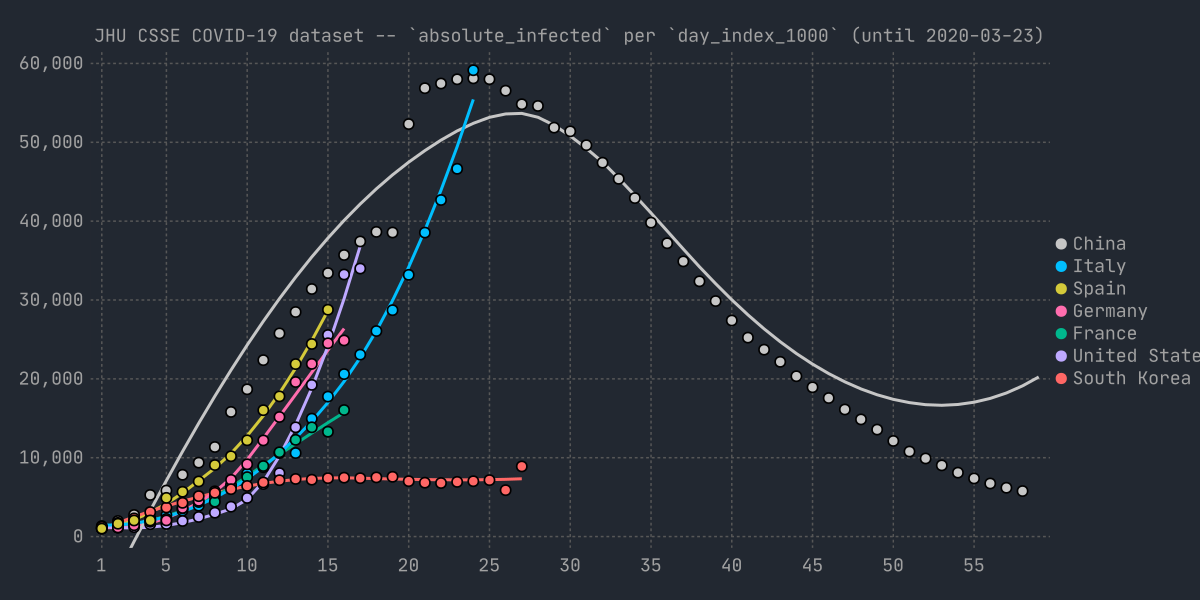 JHU CSSE COVID-19 dataset -- `absolute_infected` per `day_index_1000` (until 2020-03-23)
60,000
50,000
40,000
30,000
20,000
10,000
0
1 5 10 15 20 25 30 35 40 45 50 55
China
Italy
Spain
Germany
France
United State
South Korea